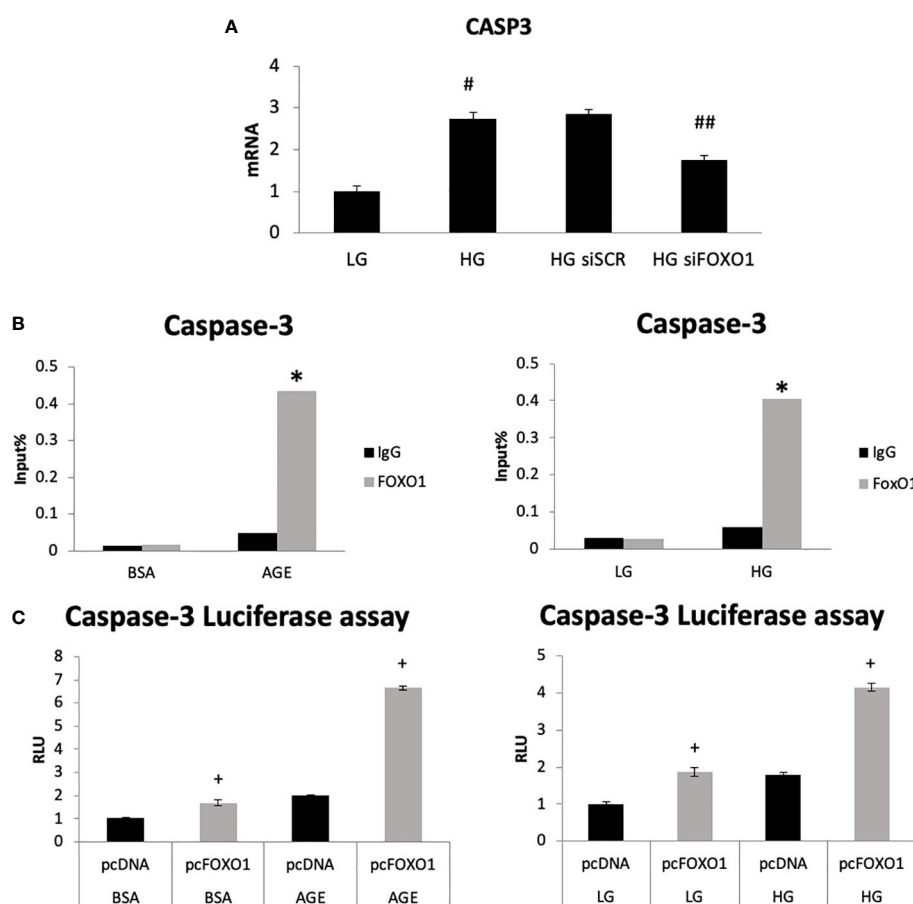 A
CASP3
4
3
2
1
0
mRNA
#
##
LG HG HG siSCR HG siFOXO1
B
Caspase-3
0.5
0.4
0.3
0.2
0.1
0
Input%
*
BSA AGE
IgG
FOXO1
Caspase-3
0.5
0.4
0.3
0.2
0.1
0
Input%
*
LG HG
IgG
FoxO1
C
Caspase-3 Luciferase assay
8
7
6
5
4
3
2
1
0
RLU
+
+
pcDNA pcFOXO1 pcDNA pcFOXO1
BSA BSA AGE AGE
Caspase-3 Luciferase assay
5
4
3
2
1
0
RLU
+
+
pcDNA pcFOXO1 pcDNA pcFOXO1
LG LG HG HG